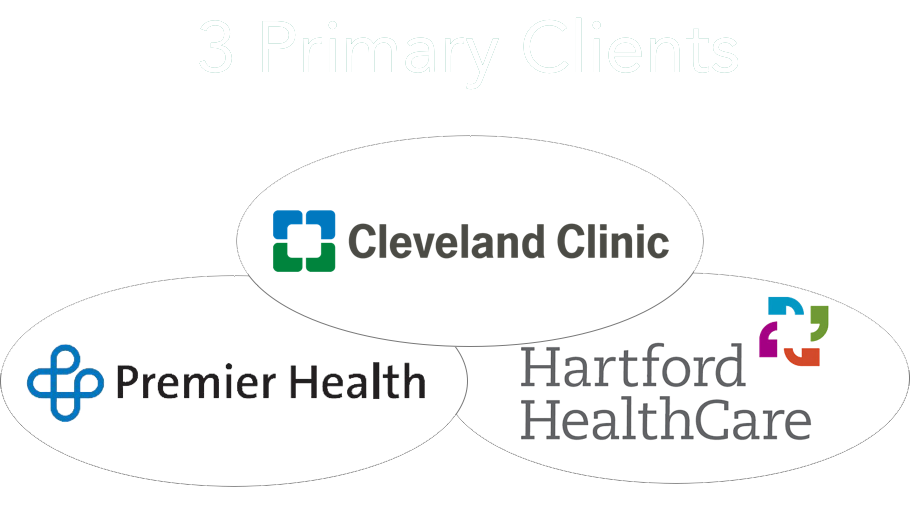 3 Primary Clients
Cleveland Clinic
Premier Health
Hartford
HealthCare